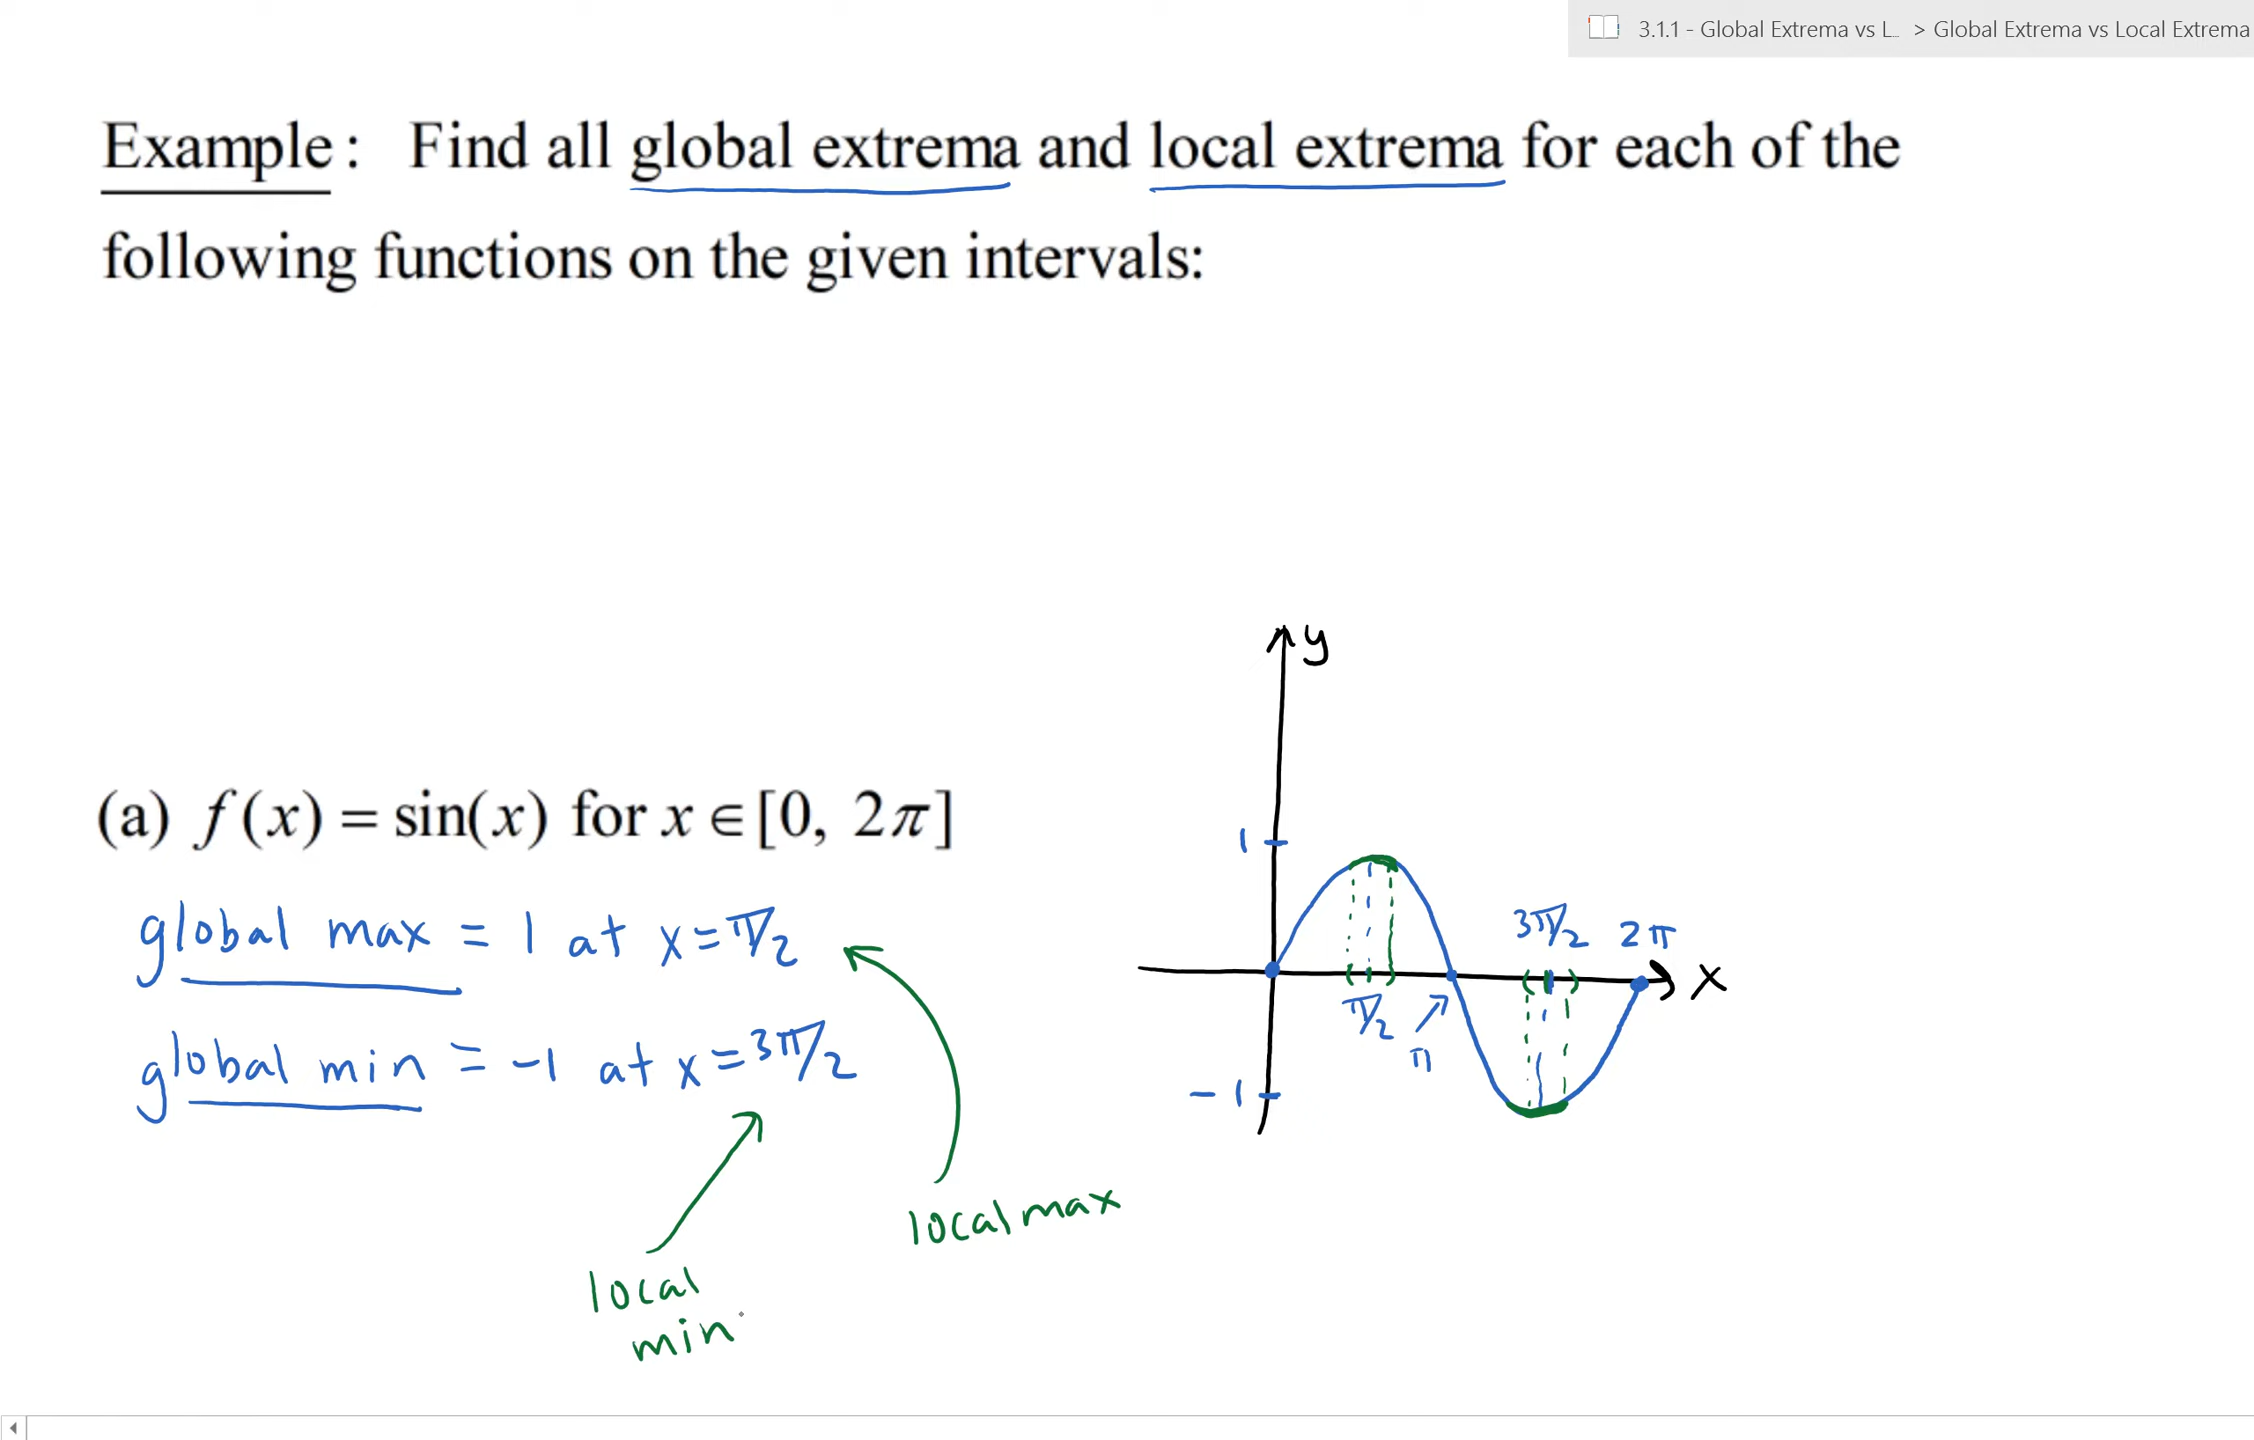 3.1.1 - Global Extrema vs L... > Global Extrema vs Local Extrema
Example: Find all global extrema and local extrema for each of the
following functions on the given intervals:
(a) f(x) = sin(x) for x ∈ [0, 2π]
global max = 1 at x = π/2
global min = -1 at x = 3π/2
local max
local
min
y
1
3π/2 2π
x
π/2
π
-1